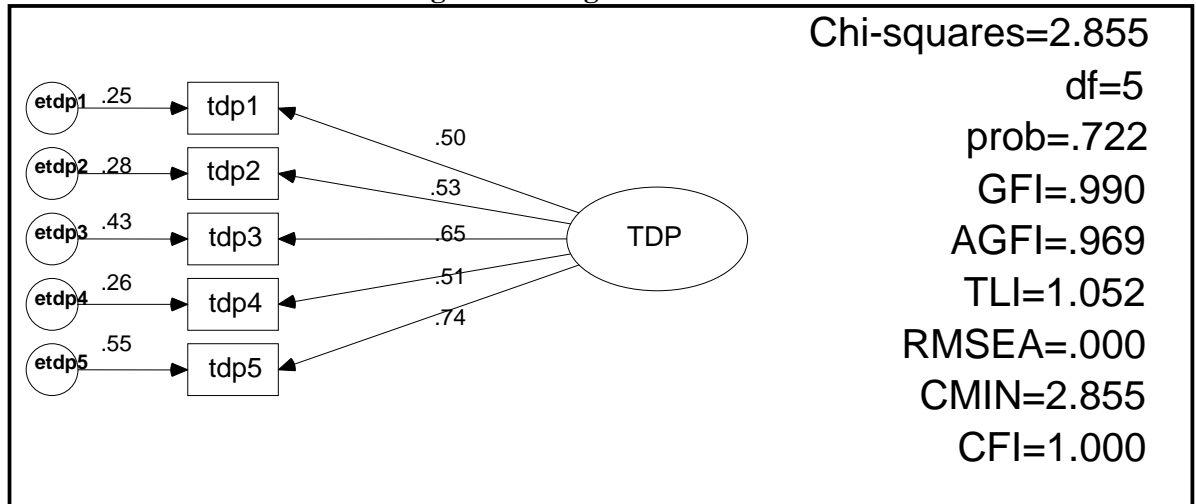 Chi-squares=2.855
df=5
prob=.722
GFI=.990
AGFI=.969
TLI=1.052
RMSEA=.000
CMIN=2.855
CFI=1.000
etdp1 .25 tdp1 .50
etdp2 .28 tdp2 .53
etdp3 .43 tdp3 .65 TDP
etdp4 .26 tdp4 .51
etdp5 .55 tdp5 .74